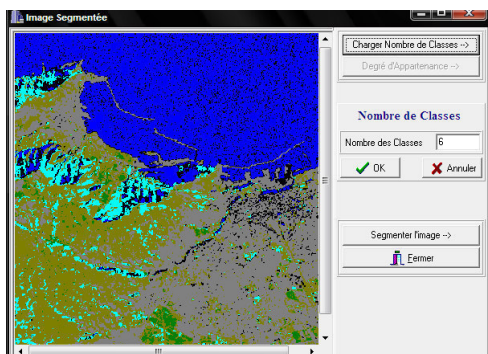 Image Segmentée
Charger Nombre de Classes -->
Degré d'Appartenance -->
Nombre de Classes
Nombre des Classes 6
OK Annuler
Segmenter l'image -->
Fermer